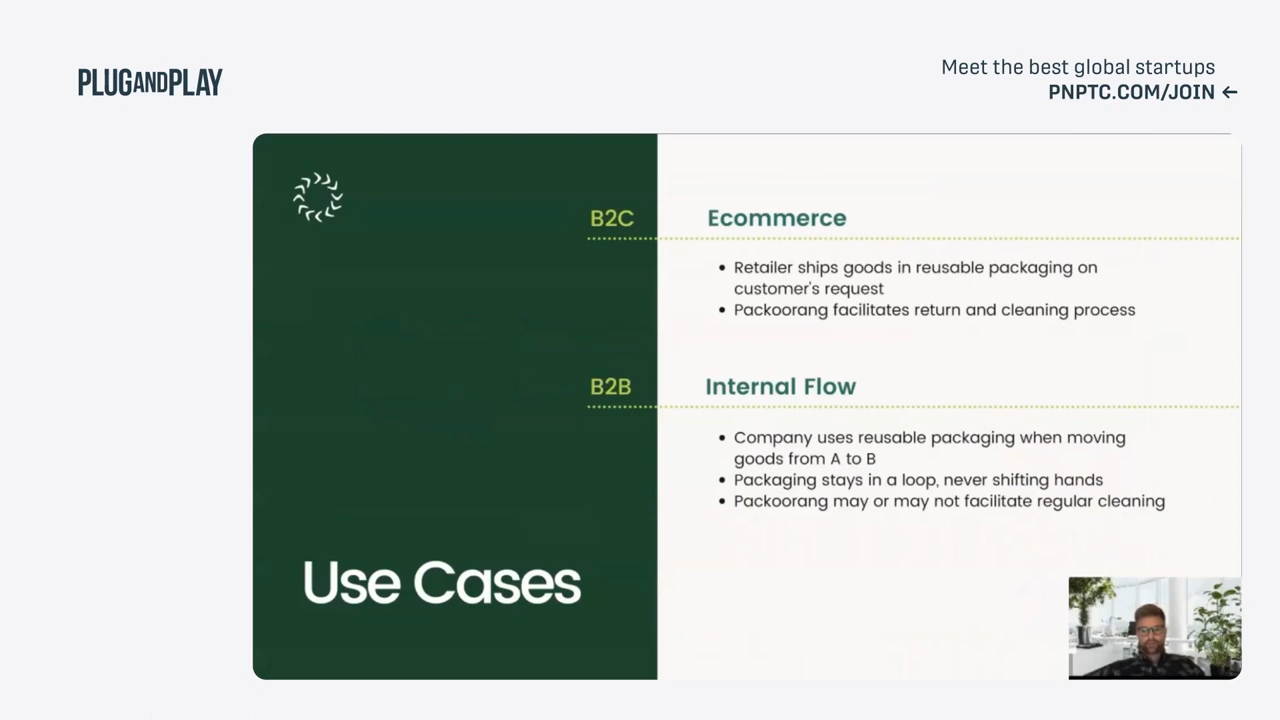 PLUGANDPLAY
Meet the best global startups
PNPTC.COM/JOIN ←
B2C
Ecommerce
• Retailer ships goods in reusable packaging on
customer's request
• Packoorang facilitates return and cleaning process
B2B
Internal Flow
• Company uses reusable packaging when moving
goods from A to B
• Packaging stays in a loop, never shifting hands
• Packoorang may or may not facilitate regular cleaning
Use Cases